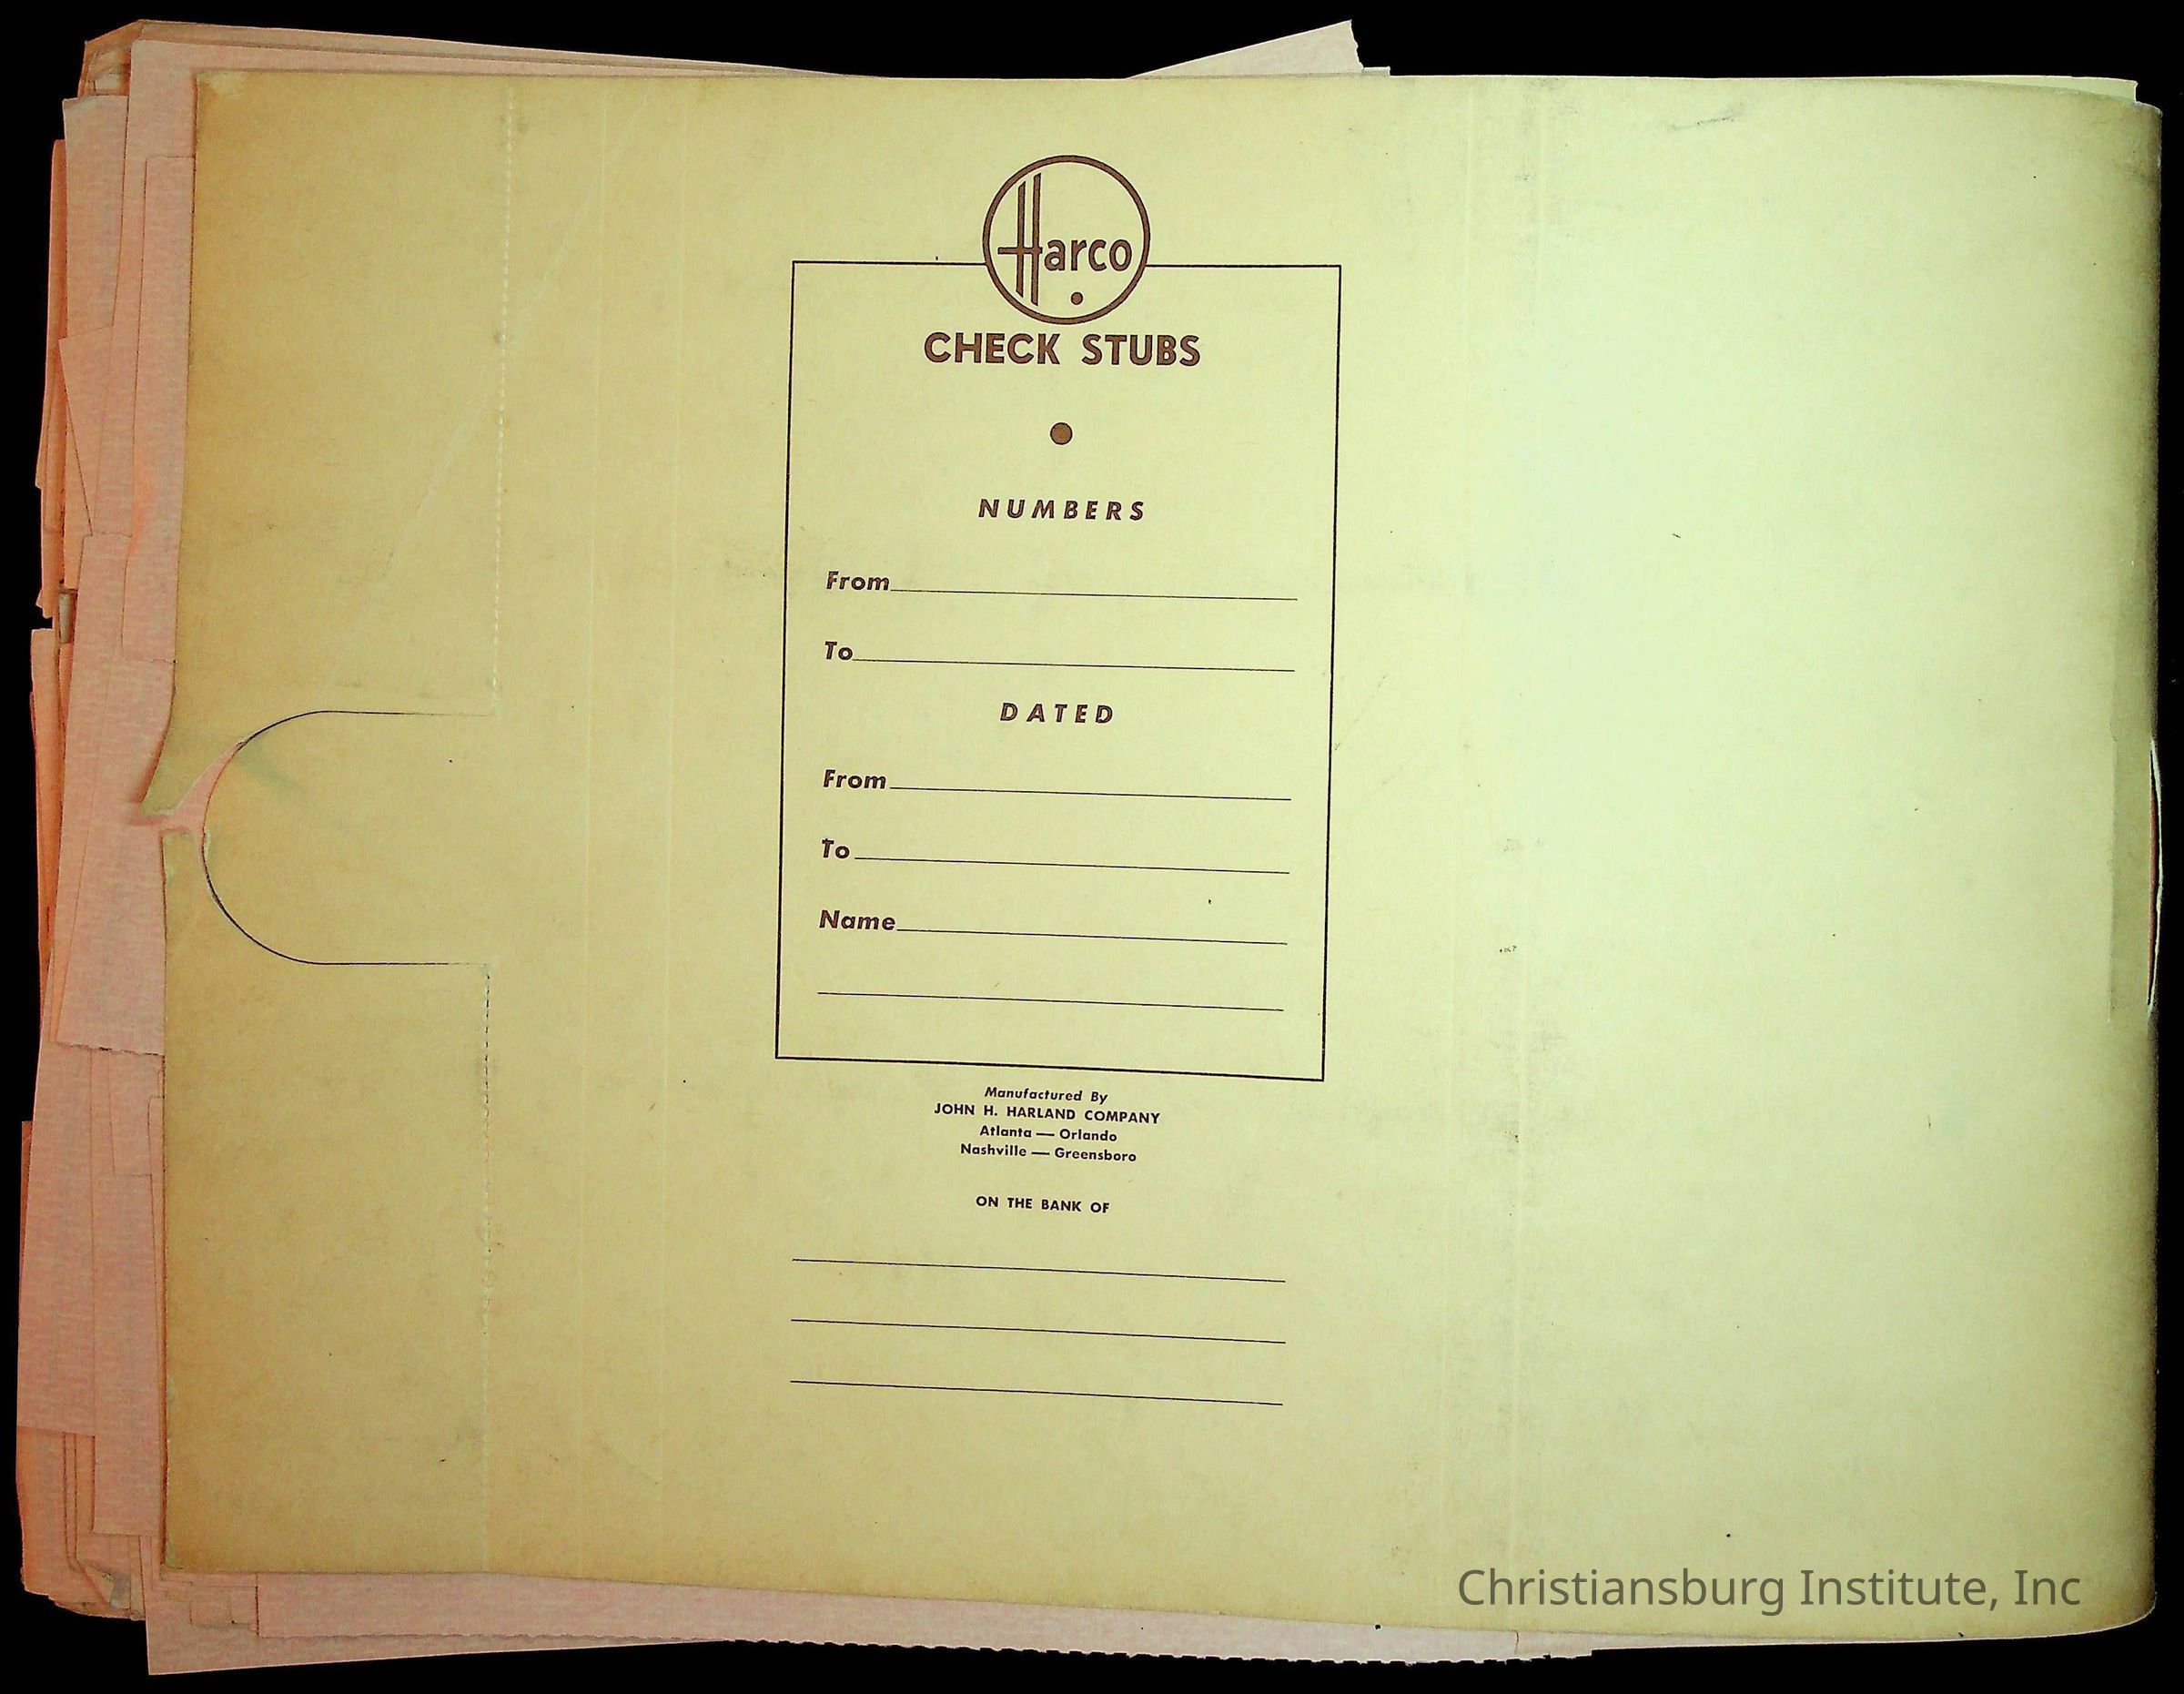 Harco
CHECK STUBS
NUMBERS
From
To
DATED
From
To
Name
Manufactured By
JOHN H. HARLAND COMPANY
Atlanta — Orlando
Nashville — Greensboro
ON THE BANK OF
Christiansburg Institute, Inc